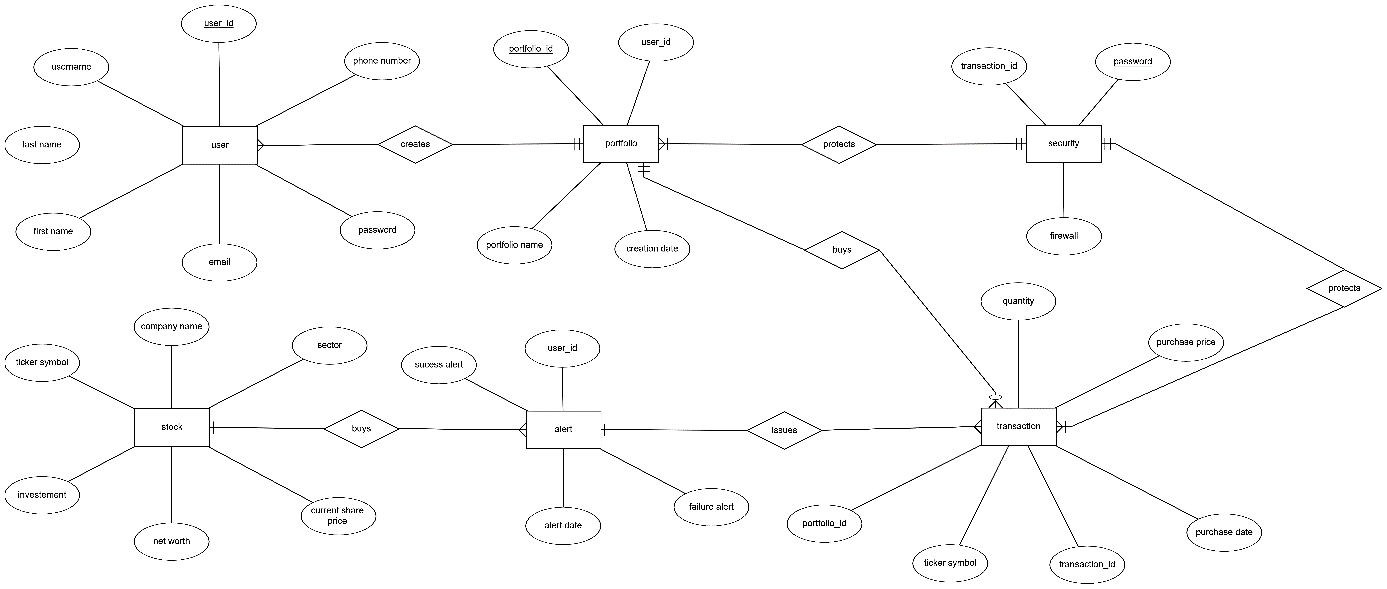 user_id
username
phone number
last name
user
first name
password
email
creates
portfolio_id
user_id
portfolio
portfolio name
creation date
protects
transaction_id
password
security
firewall
buys
protects
company name
ticker symbol
sector
stock
investement
net worth
current share
price
buys
sucess alert
user_id
alert
alert date
failure alert
issues
quantity
purchase price
transaction
portfolio_id
ticker symbol
transaction_id
purchase date